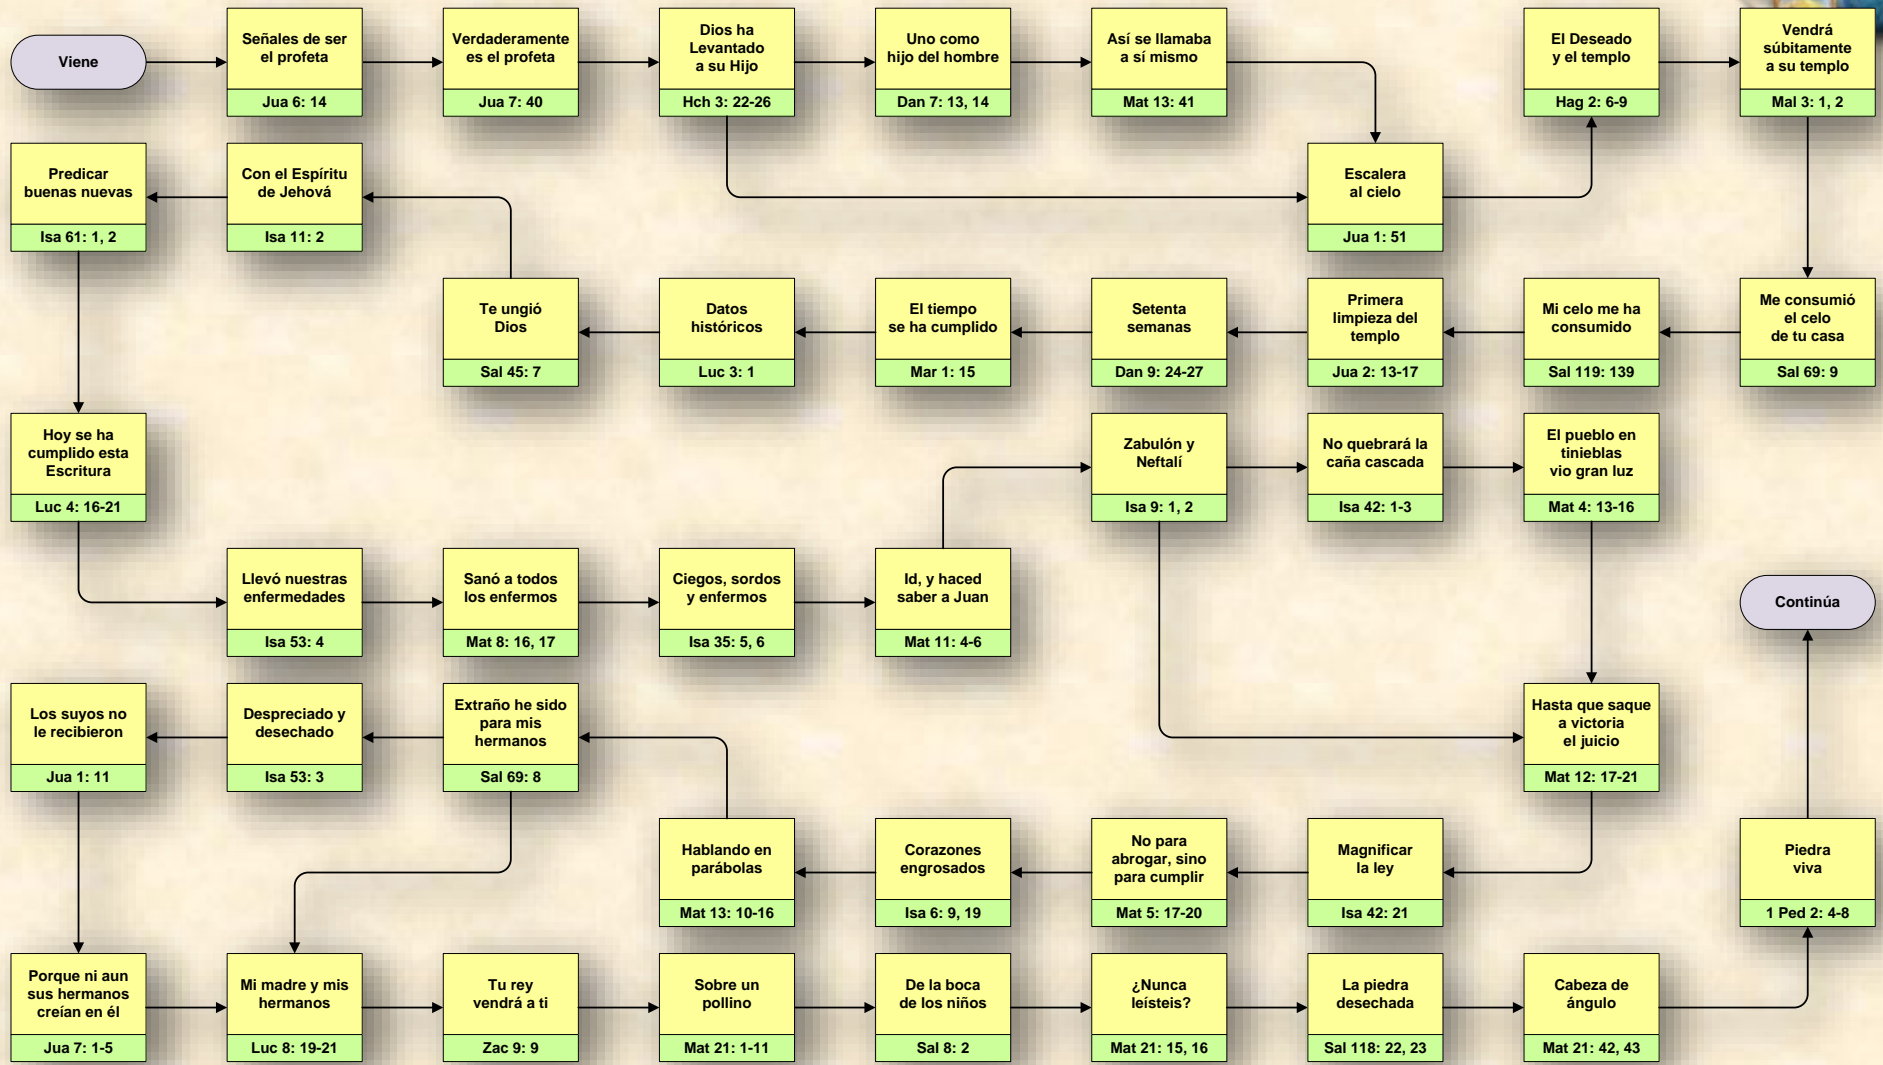 Viene
Señales de ser
el profeta
Jua 6: 14
Verdaderamente
es el profeta
Jua 7: 40
Dios ha
Levantado
a su Hijo
Hch 3: 22-26
Uno como
hijo del hombre
Dan 7: 13, 14
Así se llamaba
a sí mismo
Mat 13: 41
Escalera
al cielo
Jua 1: 51
El Deseado
y el templo
Hag 2: 6-9
Vendrá
súbitamente
a su templo
Mal 3: 1, 2
Me consumió
el celo
de tu casa
Sal 69: 9
Mi celo me ha
consumido
Sal 119: 139
Primera
limpieza del
templo
Jua 2: 13-17
Setenta
semanas
Dan 9: 24-27
El tiempo
se ha cumplido
Mar 1: 15
Datos
históricos
Luc 3: 1
Te ungió
Dios
Sal 45: 7
Con el Espíritu
de Jehová
Isa 11: 2
Predicar
buenas nuevas
Isa 61: 1, 2
Hoy se ha
cumplido esta
Escritura
Luc 4: 16-21
Llevó nuestras
enfermedades
Isa 53: 4
Sanó a todos
los enfermos
Mat 8: 16, 17
Ciegos, sordos
y enfermos
Isa 35: 5, 6
Id, y haced
saber a Juan
Mat 11: 4-6
Zabulón y
Neftalí
Isa 9: 1, 2
No quebrará la
caña cascada
Isa 42: 1-3
El pueblo en
tinieblas
vio gran luz
Mat 4: 13-16
Hasta que saque
a victoria
el juicio
Mat 12: 17-21
Magnificar
la ley
Isa 42: 21
No para
abrogar, sino
para cumplir
Mat 5: 17-20
Corazones
engrosados
Isa 6: 9, 19
Hablando en
parábolas
Mat 13: 10-16
Extraño he sido
para mis
hermanos
Sal 69: 8
Despreciado y
desechado
Isa 53: 3
Los suyos no
le recibieron
Jua 1: 11
Porque ni aun
sus hermanos
creían en él
Jua 7: 1-5
Mi madre y mis
hermanos
Luc 8: 19-21
Tu rey
vendrá a ti
Zac 9: 9
Sobre un
pollino
Mat 21: 1-11
De la boca
de los niños
Sal 8: 2
¿Nunca
leísteis?
Mat 21: 15, 16
La piedra
desechada
Sal 118: 22, 23
Cabeza de
ángulo
Mat 21: 42, 43
Piedra
viva
1 Ped 2: 4-8
Continúa